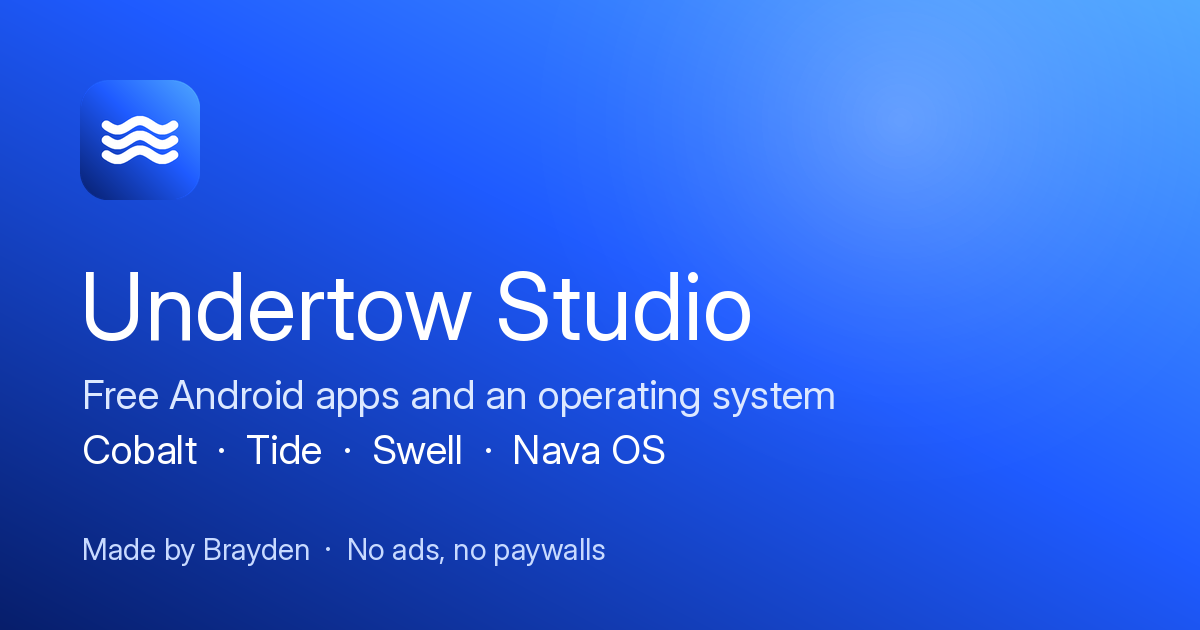 Undertow Studio
Free Android apps and an operating system
Cobalt · Tide · Swell · Nava OS
Made by Brayden · No ads, no paywalls